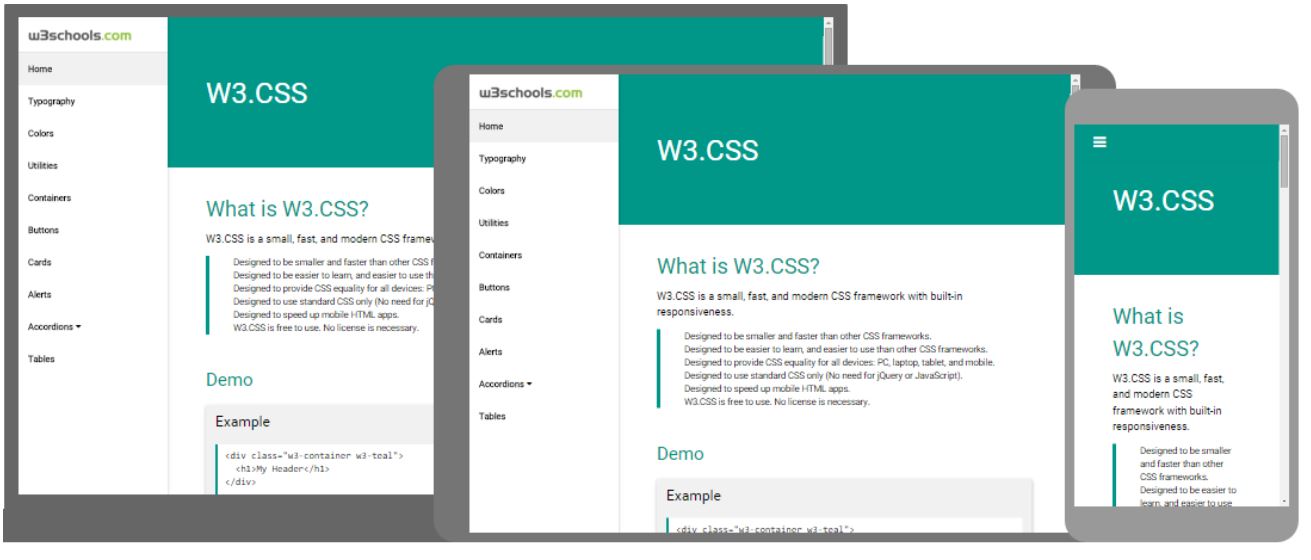 w3schools.com
Home
Typography
Colors
Utilities
Containers
Buttons
Cards
Alerts
Accordions
Tables
W3.CSS
What is W3.CSS?
W3.CSS is a small, fast, and modern CSS
Designed to be smaller and faster than other CSS
Designed to be easier to learn, and easier to use
Designed to provide CSS equality for all devices:
Designed to use standard CSS only (No need for
Designed to speed up mobile HTML apps.
W3.CSS is free to use. No license is necessary.
Demo
Example
<div class="w3-container w3-teal">
<h1>My Header</h1>
</div>
w3schools.com
Home
Typography
Colors
Utilities
Containers
Buttons
Cards
Alerts
Accordions
Tables
W3.CSS
What is W3.CSS?
W3.CSS is a small, fast, and modern CSS framework with built-in
responsiveness.
Designed to be smaller and faster than other CSS frameworks.
Designed to be easier to learn, and easier to use than other CSS frameworks.
Designed to provide CSS equality for all devices: PC, laptop, tablet, and mobile.
Designed to use standard CSS only (No need for jQuery or JavaScript).
Designed to speed up mobile HTML apps.
W3.CSS is free to use. No license is necessary.
Demo
Example
<div class="w3-container w3-teal">
W3.CSS
What is
W3.CSS?
W3.CSS is a small, fast,
and modern CSS
framework with built-in
responsiveness.
Designed to be smaller
and faster than other
CSS frameworks.
Designed to be easier to
learn, and easier to use